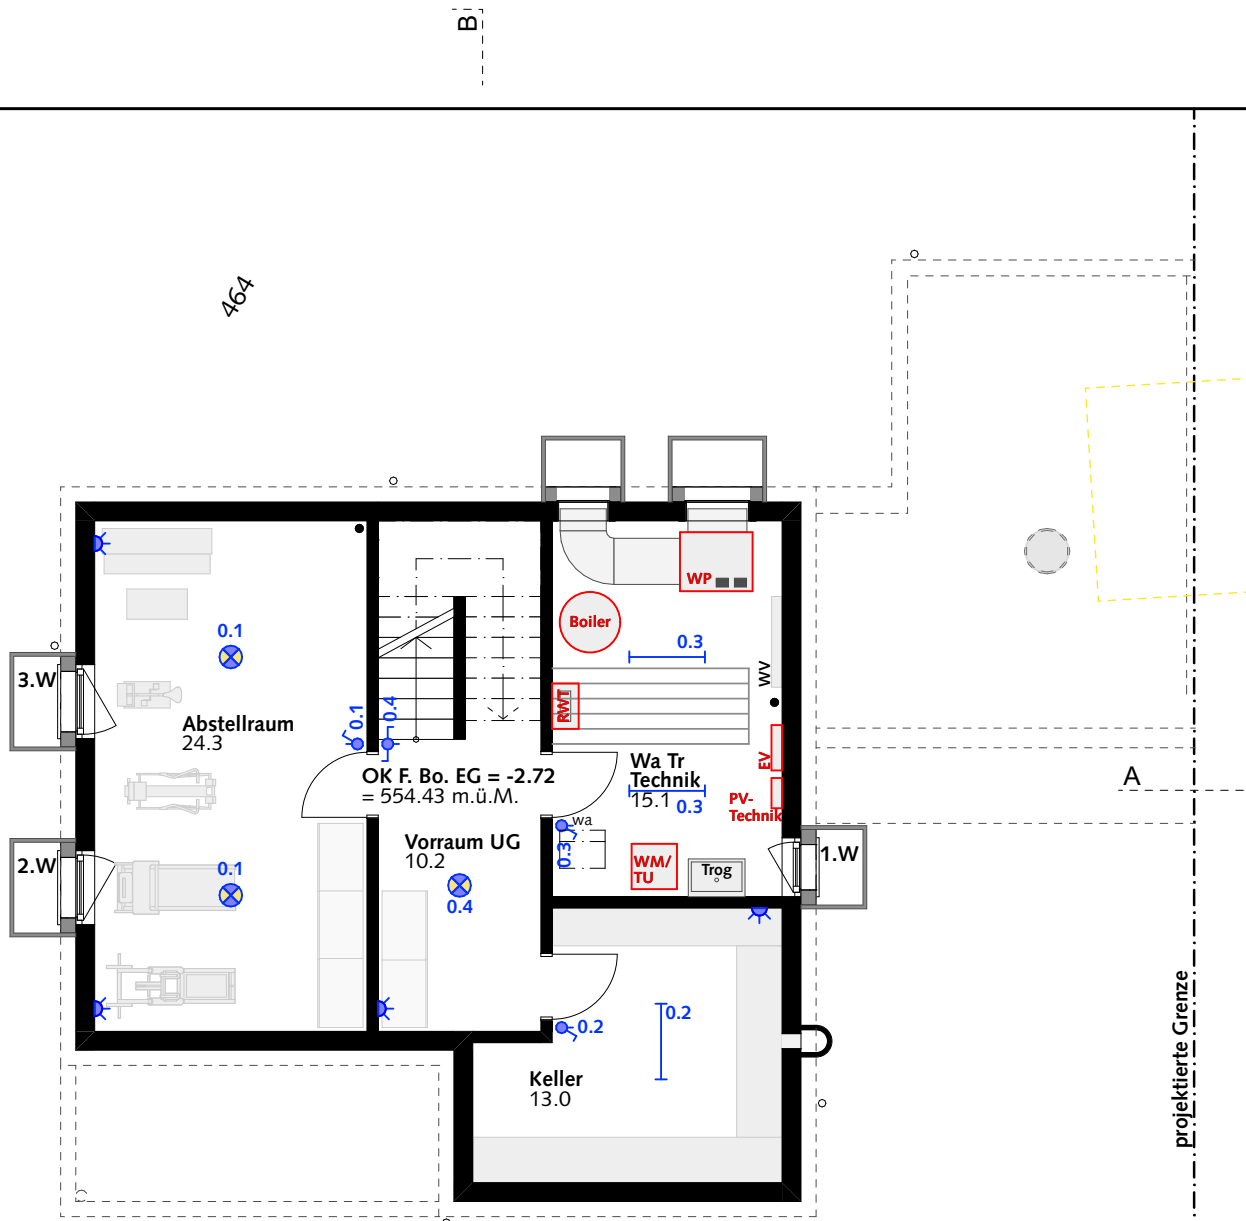 B
464
WP
Boiler
0.1
0.3
3.W
WV
RWT
Abstellraum
24.3
0.1
0.4
OK F. Bo. EG = -2.72
= 554.43 m.ü.M.
Wa Tr
Technik
15.1
0.3
EV
PV-
Technik
A
wa
0.3
Vorraum UG
10.2
2.W
0.1
0.4
WM/
TU
Trog
1.W
0.2
0.2
Keller
13.0
projektierte Grenze